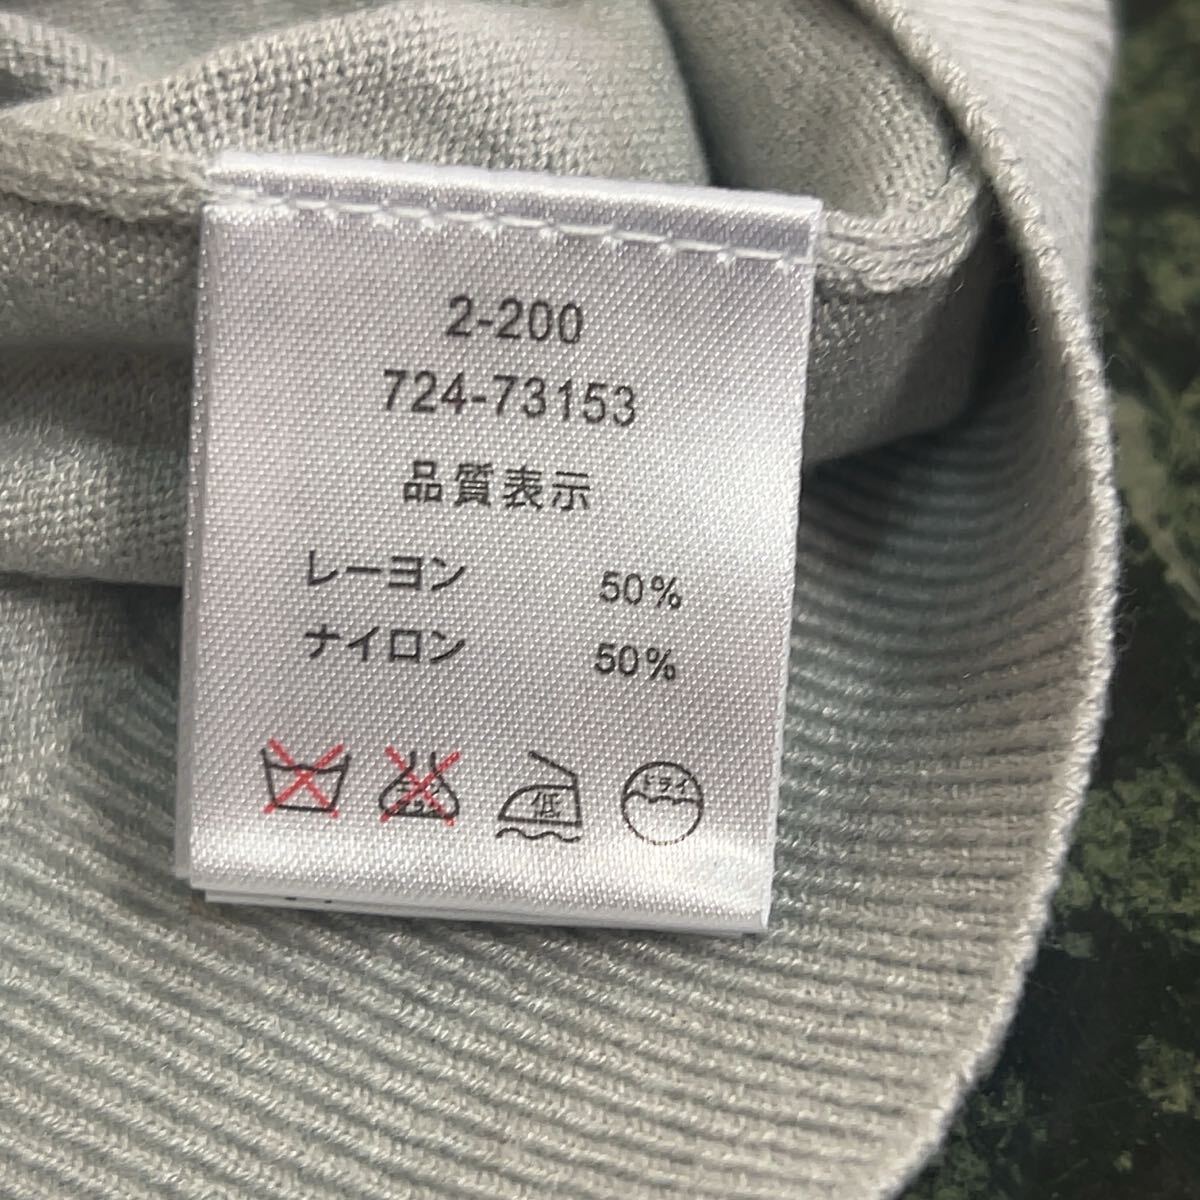 2-200
724-73153
品質表示
レーヨン 50%
ナイロン 50%
低 ドライ